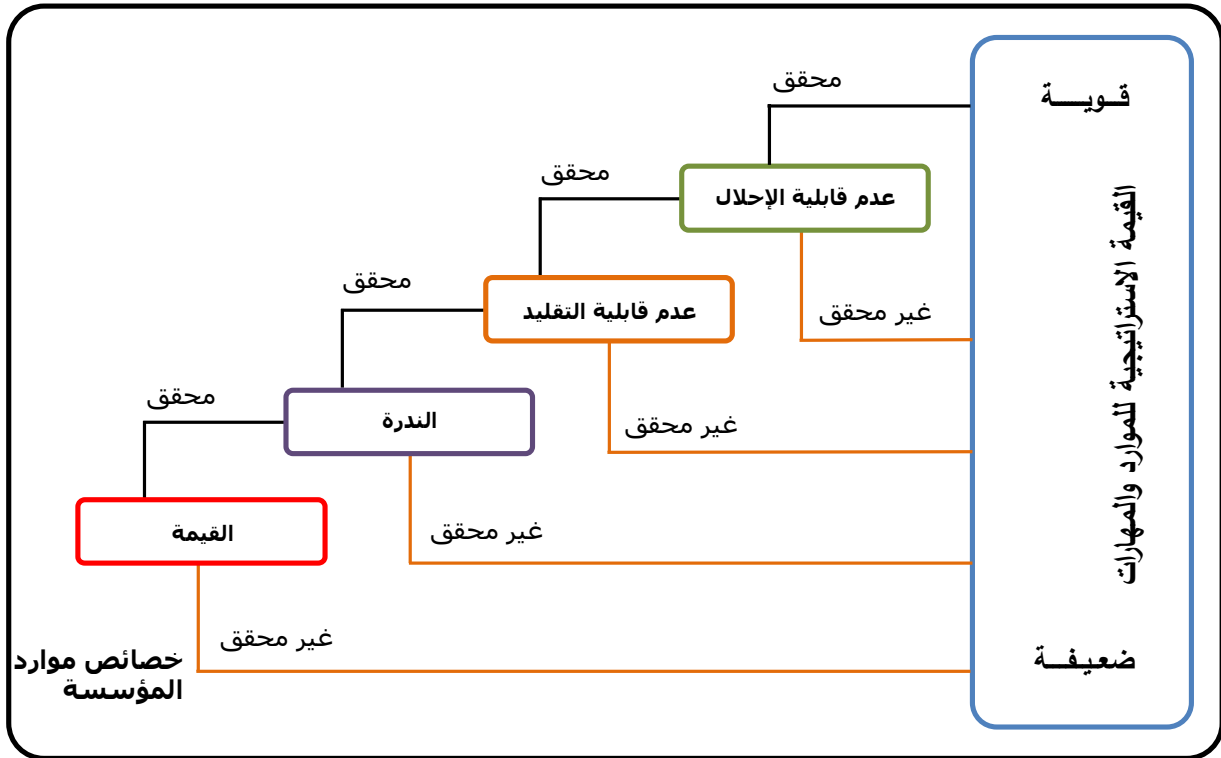 قـويـــــة
محقق
محقق
عدم قابلية الإحلال
القيمة الاستراتيجية للموارد والمهارات
محقق
عدم قابلية التقليد
غير محقق
محقق
الندرة
غير محقق
القيمة
غير محقق
غير محقق
ضعيفــة
خصائص موارد
المؤسسة